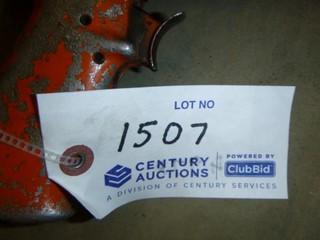 LOT NO
1507
CENTURY AUCTIONS
POWERED BY
ClubBid
A DIVISION OF CENTURY SERVICES